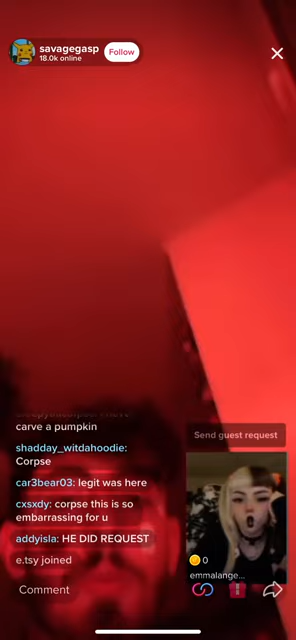 savagegasp
Follow
18.0k online
carve a pumpkin
shadday_witdahoodie:
Corpse
car3bear03: legit was here
cxsxdy: corpse this is so
embarrassing for u
addyisla: HE DID REQUEST
e.tsy joined
Send guest request
0
emmalange...
Comment